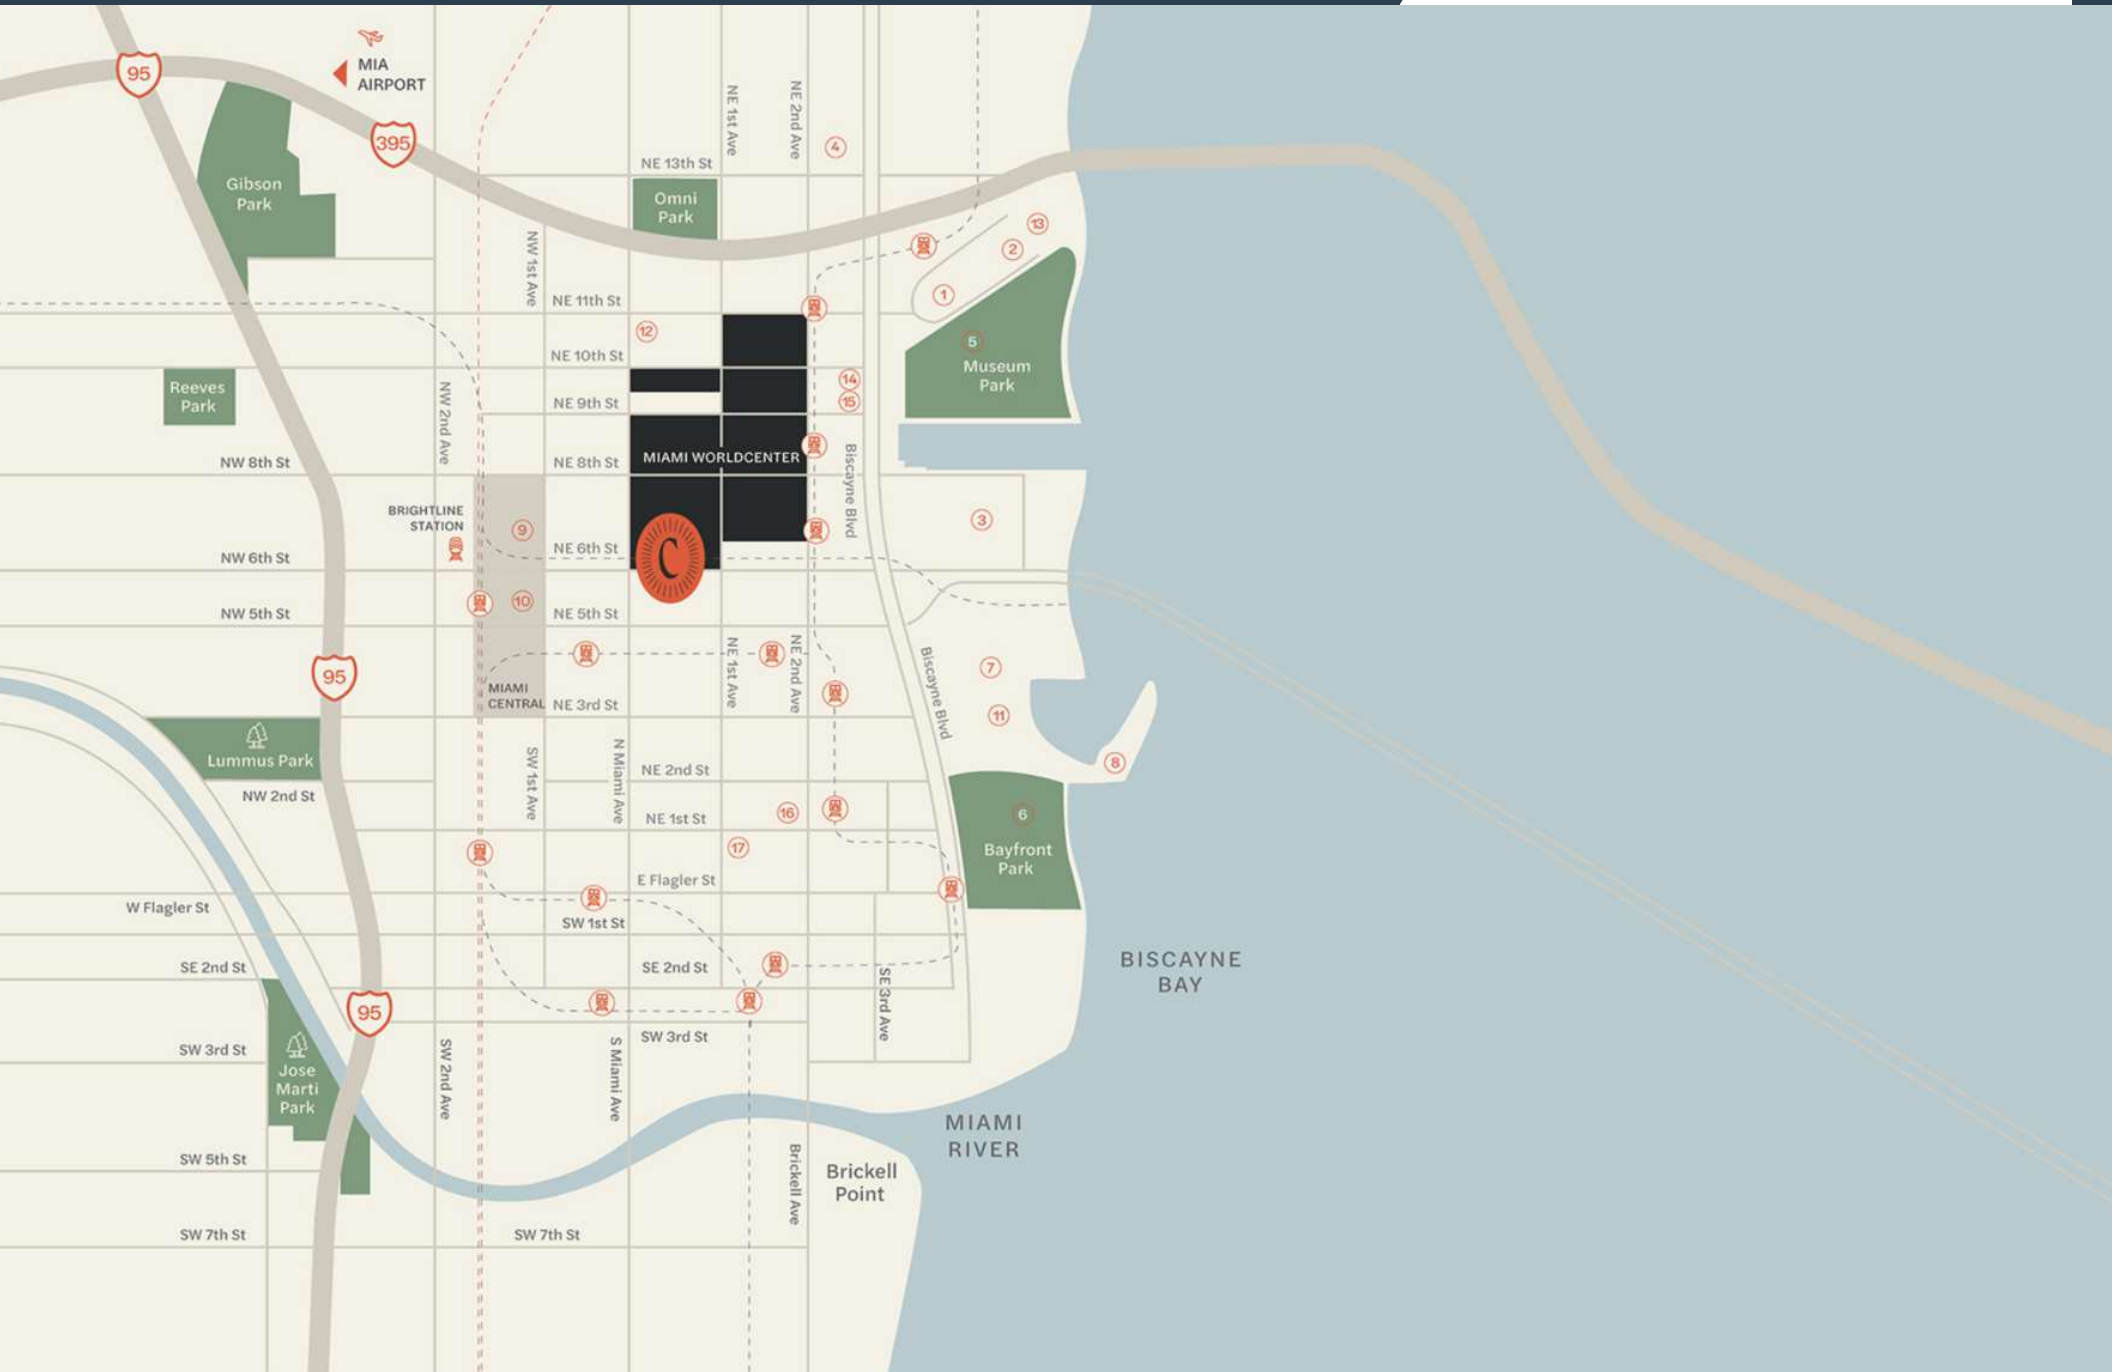 MIA
AIRPORT
95
395
NE 1st Ave
NE 2nd Ave
4
NE 13th St
Gibson
Park
Omni
Park
13
2
NW 1st Ave
NE 11th St
1
12
5
NE 10th St
Museum
Park
Reeves
Park
NW 2nd Ave
NE 9th St
14
15
NW 8th St
NE 8th St
MIAMI WORLDCENTER
Biscayne Blvd
BRIGHTLINE
STATION
9
3
NW 6th St
NE 6th St
C
NW 5th St
10
NE 5th St
95
NE 1st Ave
NE 2nd Ave
Biscayne Blvd
7
MIAMI
CENTRAL
NE 3rd St
11
Lummus Park
SW 1st Ave
N Miami Ave
NE 2nd St
8
NW 2nd St
16
NE 1st St
6
17
Bayfront
Park
E Flagler St
W Flagler St
SW 1st St
SE 2nd St
SE 2nd St
SE 3rd Ave
BISCAYNE
BAY
95
SW 3rd St
SW 3rd St
Jose
Marti
Park
SW 2nd Ave
S Miami Ave
MIAMI
RIVER
SW 5th St
Brickell Ave
Brickell
Point
SW 7th St
SW 7th St